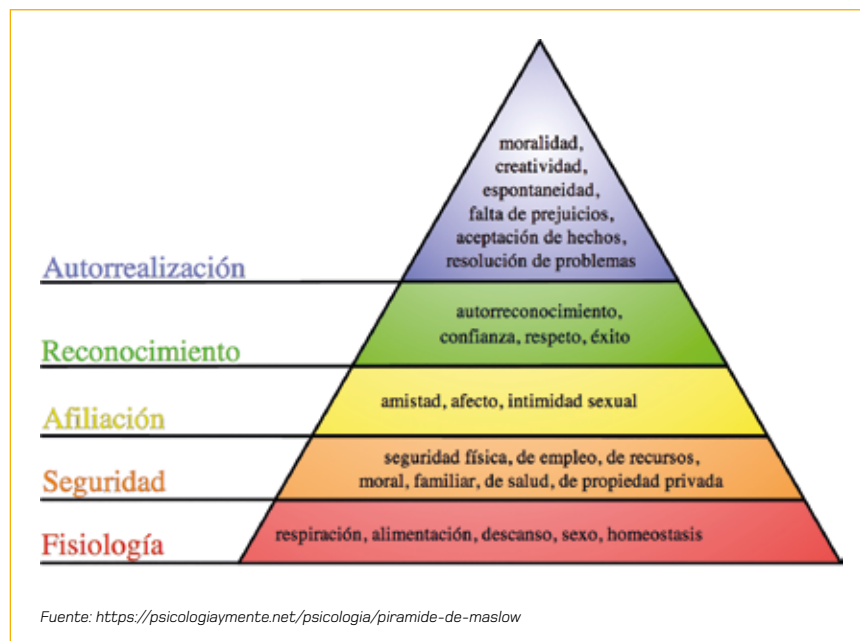 moralidad,
creatividad,
espontaneidad,
falta de prejuicios,
aceptación de hechos,
resolución de problemas
Autorrealización
autorreconocimiento,
confianza, respeto, éxito
Reconocimiento
amistad, afecto, intimidad sexual
Afiliación
seguridad física, de empleo, de recursos,
moral, familiar, de salud, de propiedad privada
Seguridad
respiración, alimentación, descanso, sexo, homeostasis
Fisiología
Fuente: https://psicologiaymente.net/psicologia/piramide-de-maslow